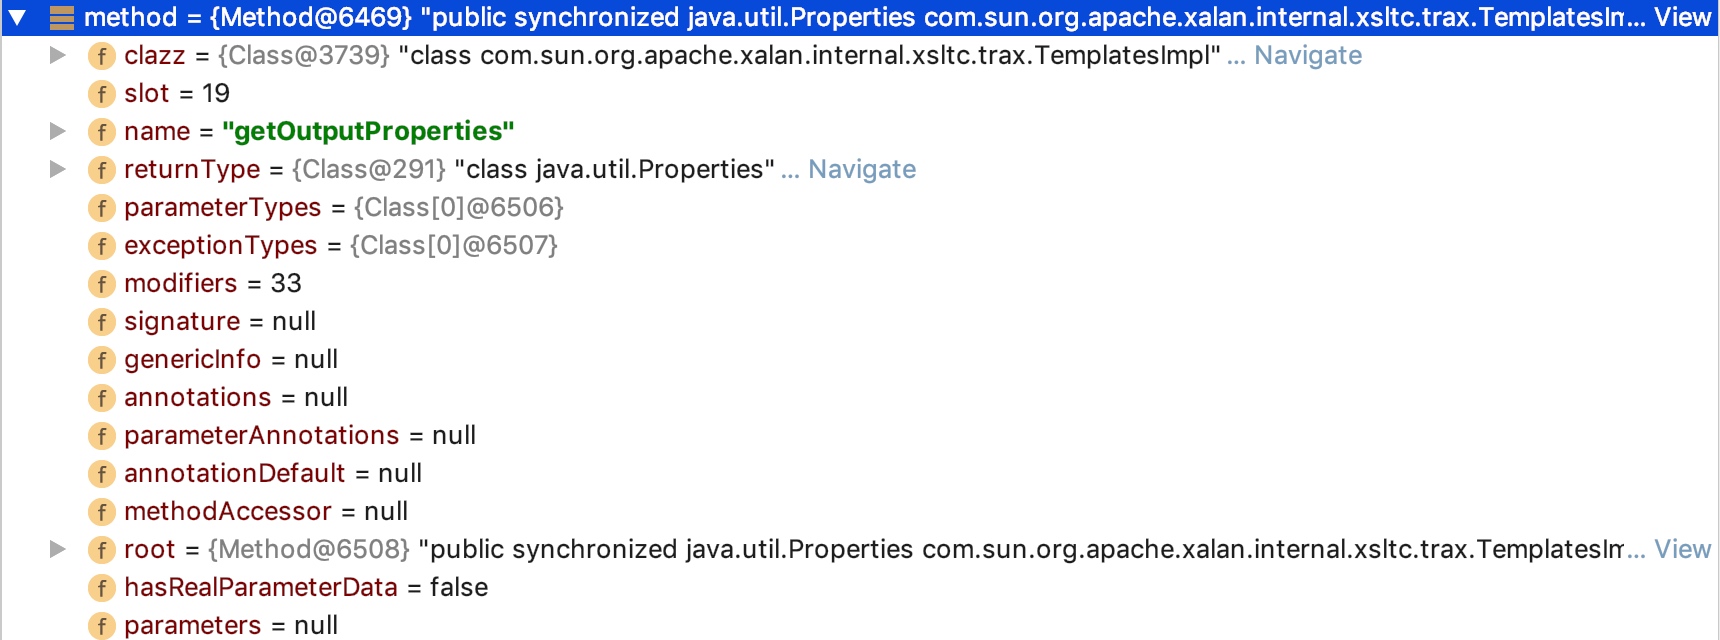 method = {Method@6469} "public synchronized java.util.Properties com.sun.org.apache.xalan.internal.xsltc.trax.TemplatesIm... View
f clazz = {Class@3739} "class com.sun.org.apache.xalan.internal.xsltc.trax.TemplatesImpl" ... Navigate
f slot = 19
f name = "getOutputProperties"
f returnType = {Class@291} "class java.util.Properties" ... Navigate
f parameterTypes = {Class[0]@6506}
f exceptionTypes = {Class[0]@6507}
f modifiers = 33
f signature = null
f genericInfo = null
f annotations = null
f parameterAnnotations = null
f annotationDefault = null
f methodAccessor = null
f root = {Method@6508} "public synchronized java.util.Properties com.sun.org.apache.xalan.internal.xsltc.trax.TemplatesIm... View
f hasRealParameterData = false
f parameters = null